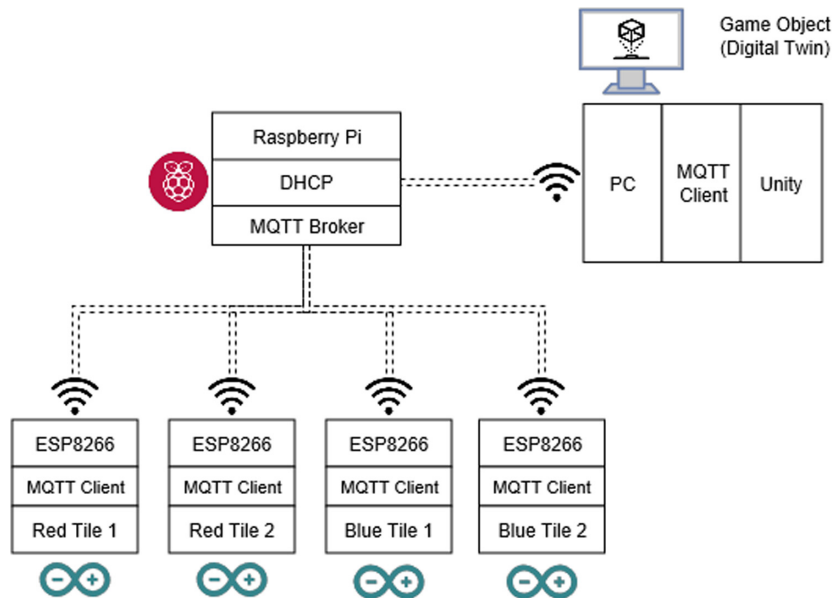 Game Object
(Digital Twin)
Raspberry Pi
DHCP
MQTT Broker
PC
MQTT
Client
Unity
ESP8266
MQTT Client
Red Tile 1
ESP8266
MQTT Client
Red Tile 2
ESP8266
MQTT Client
Blue Tile 1
ESP8266
MQTT Client
Blue Tile 2